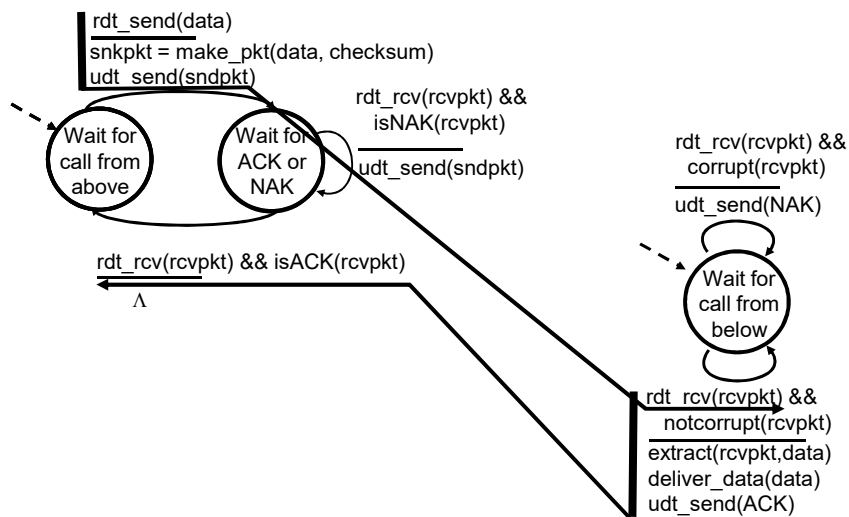 rdt_send(data)
snkpkt = make_pkt(data, checksum)
udt_send(sndpkt)
Wait for
call from
above
Wait for
ACK or
NAK
rdt_rcv(rcvpkt) &&
isNAK(rcvpkt)
udt_send(sndpkt)
rdt_rcv(rcvpkt) && isACK(rcvpkt)
Λ
rdt_rcv(rcvpkt) &&
corrupt(rcvpkt)
udt_send(NAK)
Wait for
call from
below
rdt_rcv(rcvpkt) &&
notcorrupt(rcvpkt)
extract(rcvpkt,data)
deliver_data(data)
udt_send(ACK)